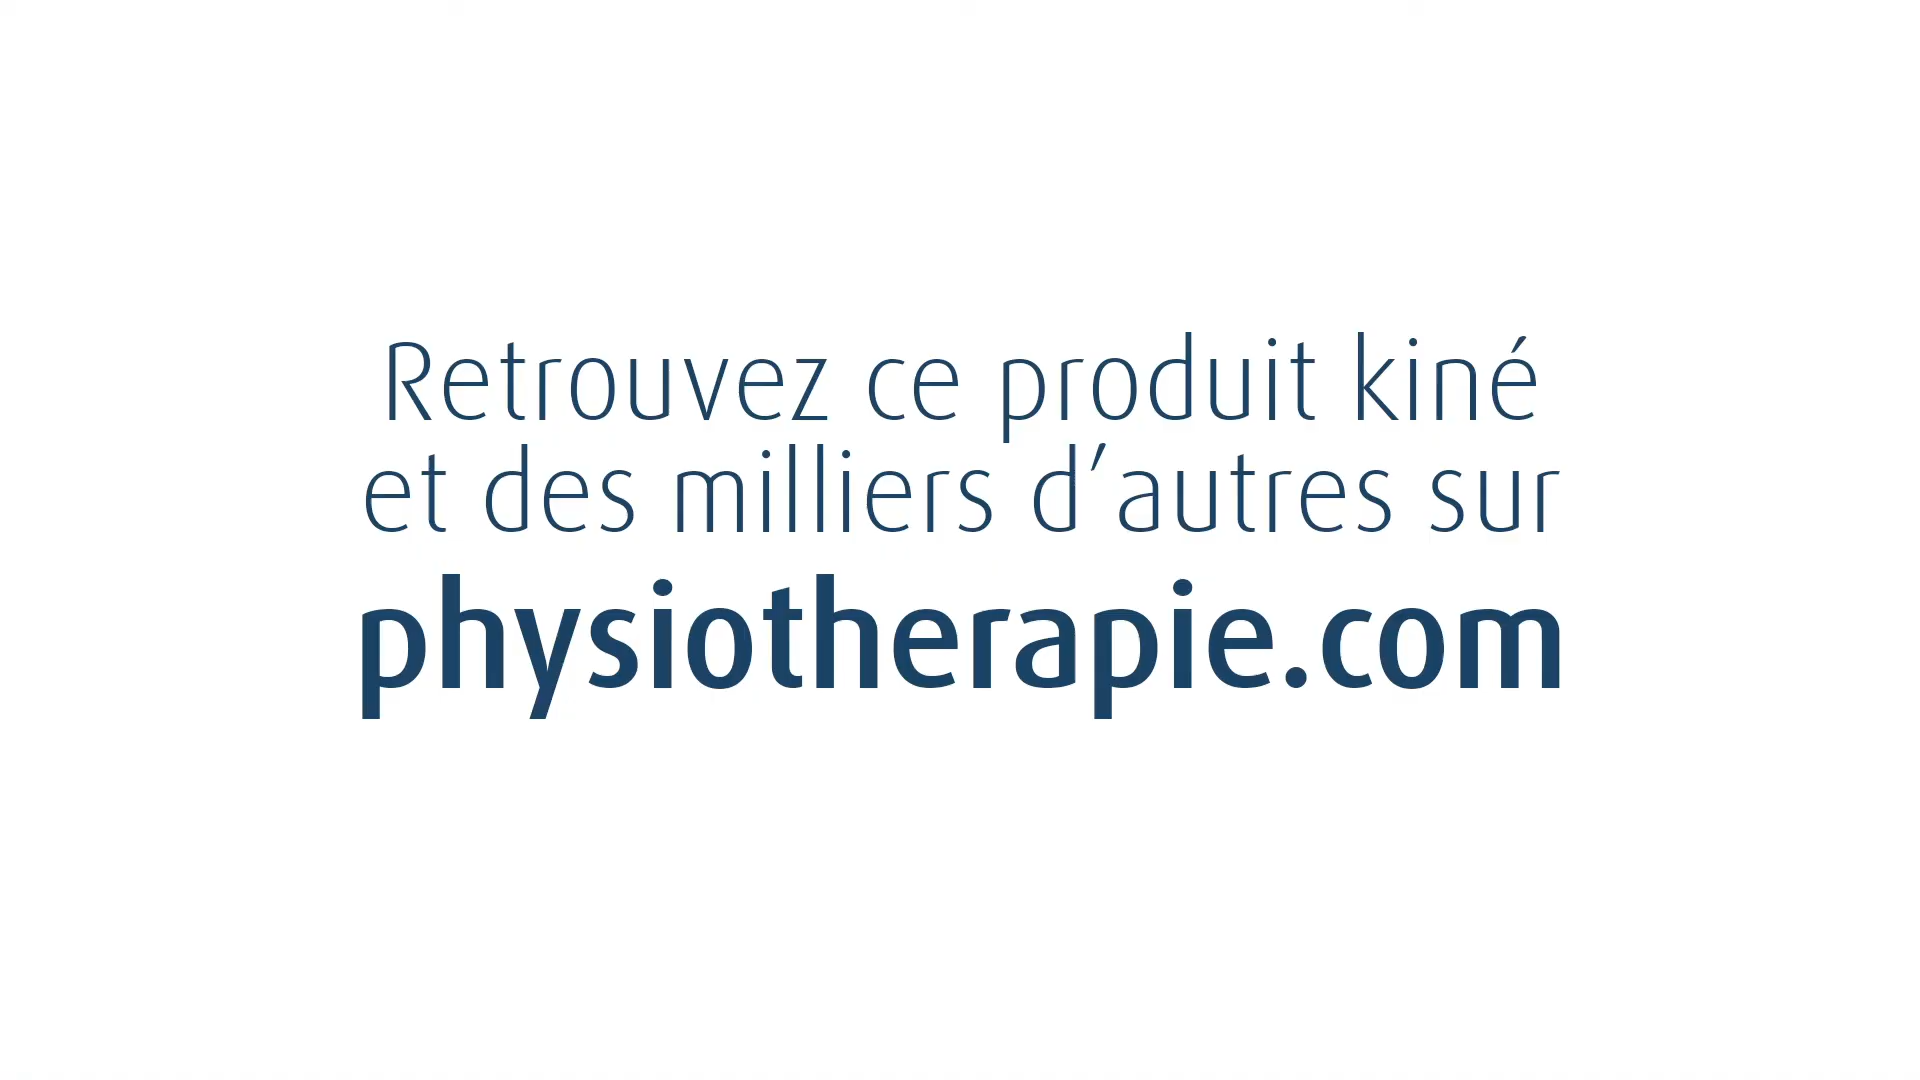 Retrouvez ce produit kiné
et des milliers d’autres sur
physiotherapie.com